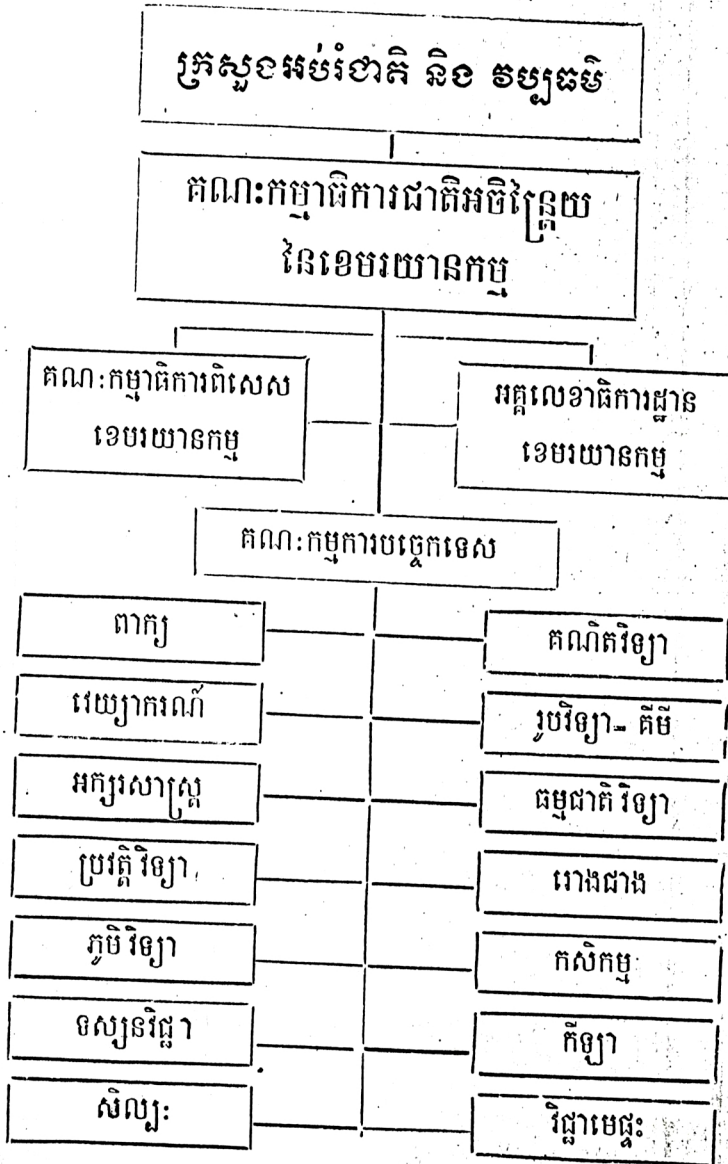 ក្រសួងអប់រំជាតិ និង វប្បធម៌
គណះកម្មាធិការជាតិអចិន្ត្រៃយ
នៃខេមរយានកម្ម
គណះកម្មាធិការពិសេស
ខេមរយានកម្ម
អគ្គលេខាធិការដ្ឋាន
ខេមរយានកម្ម
គណះកម្មការបច្ចេកទេស
ពាក្យ
គណិតវិទ្យា
វេយ្យាករណ៍
រូបវិទ្យា- គីមី
អក្សរសាស្ត្រ
ធម្មជាតិ វិទ្យា
ប្រវត្តិ វិទ្យា
រោងជាង
ភូមិ វិទ្យា
កសិកម្ម
ទស្សនវិជ្ជា
កីឡា
សិល្បះ
វិជ្ជាមេផ្ទះ